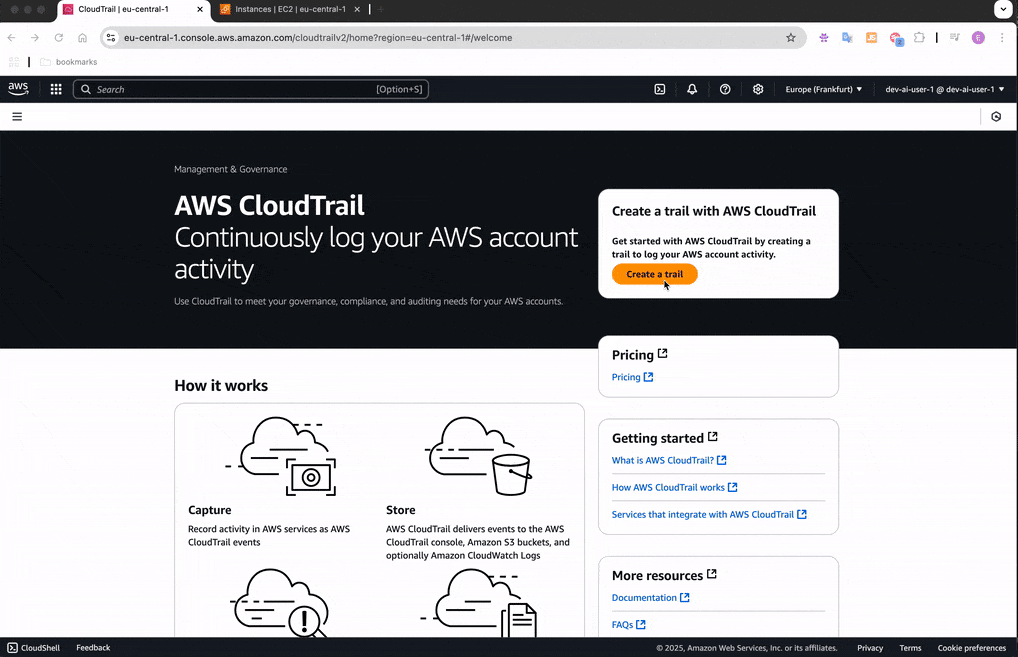 CloudTrail | eu-central-1
Instances | EC2 | eu-central-1
eu-central-1.console.aws.amazon.com/cloudtrailv2/home?region=eu-central-1#/welcome
bookmarks
aws
Search
[Option+S]
Europe (Frankfurt)
dev-ai-user-1 @ dev-ai-user-1
Management & Governance
AWS CloudTrail
Continuously log your AWS account
activity
Use CloudTrail to meet your governance, compliance, and auditing needs for your AWS accounts.
Create a trail with AWS CloudTrail
Get started with AWS CloudTrail by creating a
trail to log your AWS account activity.
Create a trail
Pricing
Pricing
How it works
Capture
Record activity in AWS services as AWS
CloudTrail events
Store
AWS CloudTrail delivers events to the AWS
CloudTrail console, Amazon S3 buckets, and
optionally Amazon CloudWatch Logs
Getting started
What is AWS CloudTrail?
How AWS CloudTrail works
Services that integrate with AWS CloudTrail
More resources
Documentation
FAQs
CloudShell
Feedback
© 2025, Amazon Web Services, Inc. or its affiliates.
Privacy
Terms
Cookie preferences